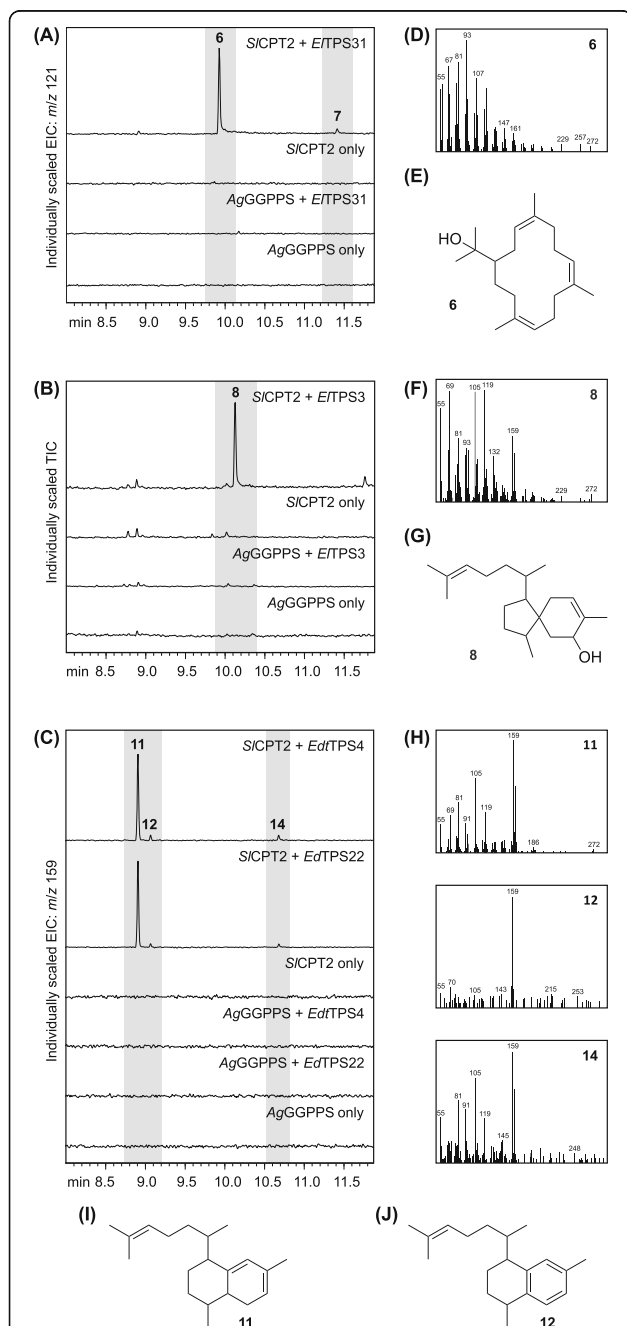 (A)
Individually scaled EIC: m/z 121
6
SlCPT2 + ElTPS31
7
SlCPT2 only
AgGGPPS + ElTPS31
AgGGPPS only
min 8.5 9.0 9.5 10.0 10.5 11.0 11.5
(D)
6
55 67 81 93 107 147 161 229 257 272
(E)
HO
6
(B)
Individually scaled TIC
8
SlCPT2 + ElTPS3
SlCPT2 only
AgGGPPS + ElTPS3
AgGGPPS only
min 8.5 9.0 9.5 10.0 10.5 11.0 11.5
(F)
8
55 69 81 93 105 119 132 159 229 272
(G)
8
OH
(C)
Individually scaled EIC: m/z 159
11
SlCPT2 + EdtTPS4
12
14
SlCPT2 + EdTPS22
SlCPT2 only
AgGGPPS + EdtTPS4
AgGGPPS + EdTPS22
AgGGPPS only
min 8.5 9.0 9.5 10.0 10.5 11.0 11.5
(H)
11
55 69 81 91 105 119 159 186 272
12
55 70 105 143 159 215 253
14
55 81 91 105 119 145 159 248
(I)
11
(J)
12